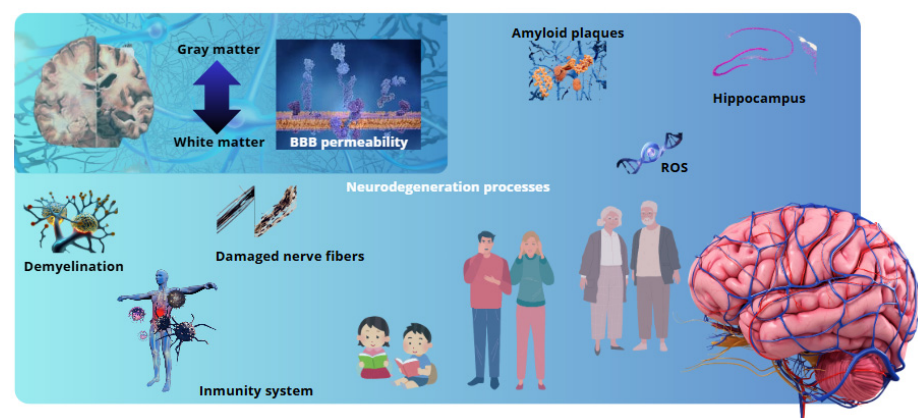 Gray matter
White matter
BBB permeability
Amyloid plaques
Hippocampus
ROS
Neurodegeneration processes
Demyelination
Damaged nerve fibers
Inmunity system